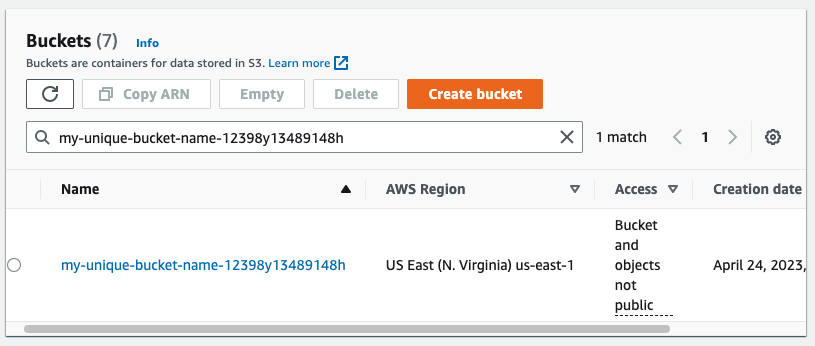 Buckets (7) Info
Buckets are containers for data stored in S3. Learn more
Copy ARN Empty Delete Create bucket
my-unique-bucket-name-12398y13489148h 1 match 1
Name AWS Region Access Creation date
my-unique-bucket-name-12398y13489148h US East (N. Virginia) us-east-1 Bucket and objects not public April 24, 2023,